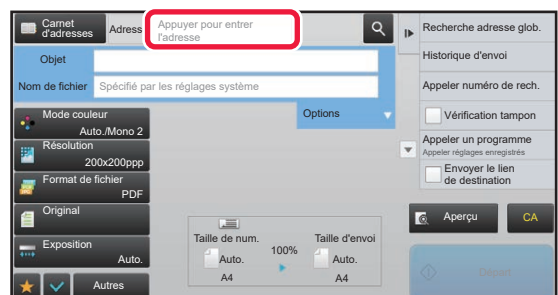 Carnet
d'adresses
Adress
Appuyer pour entrer
l'adresse
Objet
Nom de fichier
Spécifié par les réglages système
Options
Mode couleur
Auto./Mono 2
Résolution
200x200ppp
Format de fichier
PDF
Original
Exposition
Auto.
Autres
Taille de num.
Auto.
A4
100%
Taille d'envoi
Auto.
A4
Recherche adresse glob.
Historique d'envoi
Appeler numéro de rech.
Vérification tampon
Appeler un programme
Appeler réglages enregistrés
Envoyer le lien
de destination
Aperçu
CA
Départ